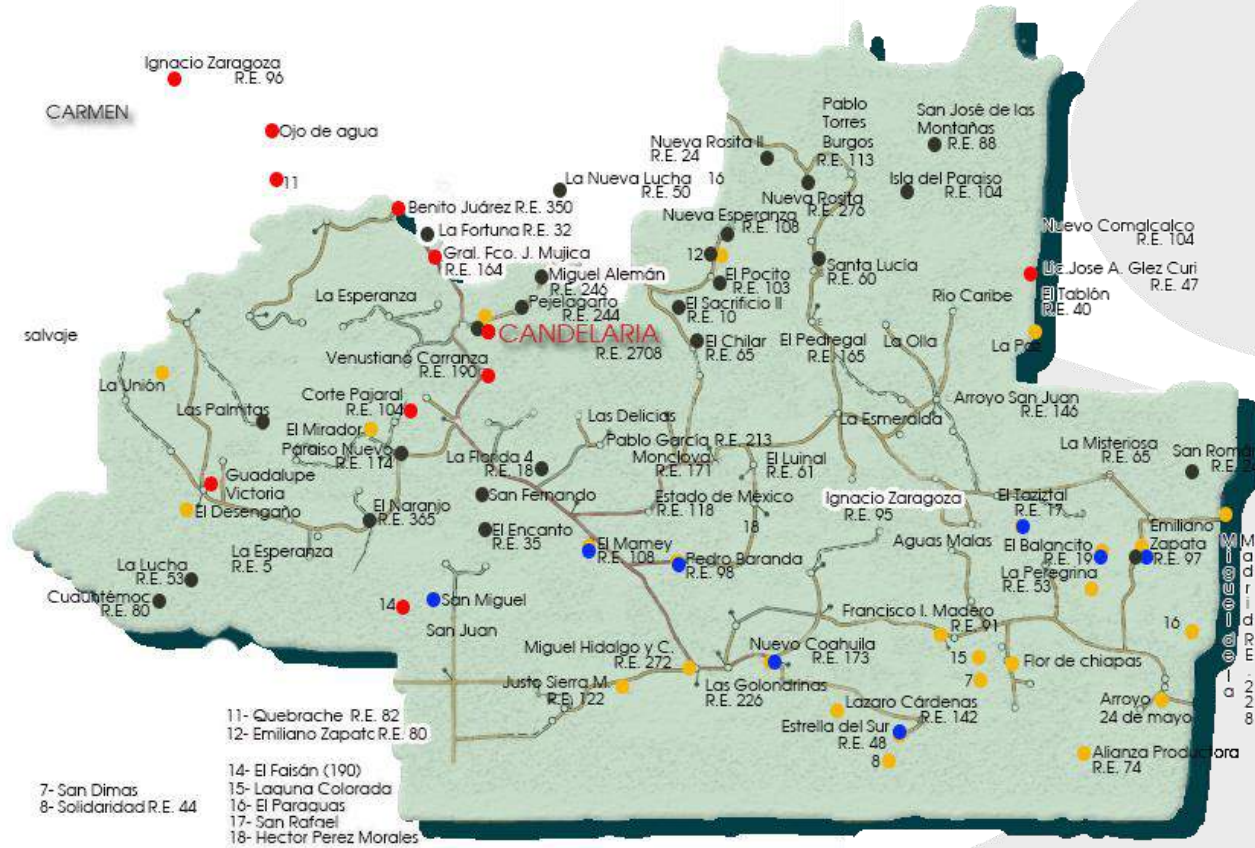 Ignacio Zaragoza
R.E. 96
CARMEN
Ojo de agua
11
Benito Juárez R.E. 350
La Fortuna R.E. 32
Gral. Fco. J. Mujica
R.E. 164
La Nueva Lucha
R.E. 50
16
Nueva Rosita II
R.E. 24
Pablo
Torres
Burgos
R.E. 113
San José de las
Montañas
R.E. 88
Isla del Paraiso
R.E. 104
Nueva Rosita
R.E. 276
Nueva Esperanza
R.E. 108
12
El Pocito
R.E. 103
Santa Lucía
R.E. 60
Nuevo Comalcalco
R.E. 104
Lic.Jose A. Glez Curi
R.E. 47
El Tablón
R.E. 40
La Paz
Rio Caribe
La Olla
El Pedregal
R.E. 165
El Sacrificio II
R.E. 10
El Chilar
R.E. 65
Miguel Alemán
R.E. 246
Pejelagarto
R.E. 244
La Esperanza
CANDELARIA
R.E. 2708
salvaje
Venustiano Carranza
R.E. 190
La Unión
Corte Pajaral
R.E. 104
Las Palmitas
El Mirador
Paraiso Nuevo
R.E. 114
Las Delicias
La Florida 4
R.E. 18
Pablo García R.E. 213
Monclova
R.E. 171
El Luinal
R.E. 61
La Esmeralda
Arroyo San Juan
R.E. 146
La Misteriosa
R.E. 65
San Román
Guadalupe
Victoria
El Desengaño
El Naranjo
R.E. 365
San Fernando
El Encanto
R.E. 35
Estado de México
R.E. 118
18
Ignacio Zaragoza
R.E. 95
Aguas Malas
El Taziztal
R.E. 17
El Balancito
R.E. 19
Emiliano
Zapata
R.E. 97
La Peregrina
R.E. 53
La Esperanza
R.E. 5
La Lucha
R.E. 53
Cuauhtémoc
R.E. 80
El Mamey
R.E. 108
Pedro Baranda
R.E. 98
14
San Miguel
San Juan
Francisco I. Madero
R.E. 91
16
15
7
Flor de chiapas
Miguel Hidalgo y C.
R.E. 272
Nuevo Coahuila
R.E. 173
Justo Sierra M.
R.E. 122
Las Golondrinas
R.E. 226
Lazaro Cárdenas
R.E. 142
Estrella del Sur
R.E. 48
8
Arroyo
24 de mayo
Alianza Productora
R.E. 74
Miguel de la
Madrid R.E. 228
11- Quebrache R.E. 82
12- Emiliano Zapata R.E. 80
7- San Dimas
8- Solidaridad R.E. 44
14- El Faisán (190)
15- Laguna Colorada
16- El Paraguas
17- San Rafael
18- Hector Perez Morales